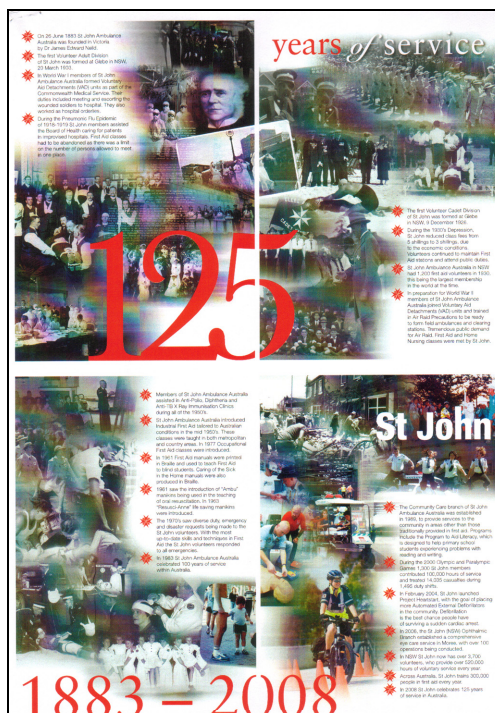 On 26 June 1883 St John Ambulance
Australia was founded in Victoria
by Dr James Edward Neild.
The first Volunteer Adult Division
of St John was formed at Glebe in NSW,
In World War I members of St John
Ambulance Australia formed Voluntary
Aid Detachments (VAD) units as part of the
Commonwealth Medical Service. Their
duties included meeting and escorting the
wounded soldiers to hospital. They also
worked as hospital orderlies.
During the Pneumonic Flu Epidemic
of 1918-1919 St John members assisted
the Board of Health caring for patients
in improvised hospitals. First Aid classes
had to be abandoned as there was a limit
on the number of persons allowed to meet
in one place.
years of service
The first Volunteer Cadet Division
of St John was formed at Glebe
in NSW, 9 December 1926.
During the 1930's Depression,
St John reduced class fees from
5 shillings to 3 shillings, due
to the economic conditions.
Volunteers continued to maintain First
Aid stations and attend public duties.
St John Ambulance Australia in NSW
had 1,300 first aid volunteers in 1930,
this being the largest membership
in the world at the time.
In preparation for World War II
members of St John Ambulance
Australia joined Voluntary Aid
Detachments (VAD) units and trained
in Air Raid Precautions to be ready
to form field ambulances and clearing
stations. Tremendous public demand
for Air Raid, First Aid and Home
Nursing classes were met by St John.
125
Members of St John Ambulance Australia
assisted in Anti-Polio, Diphtheria and
Anti-TB X Ray Immunisation Clinics
during all of the 1950's.
St John Ambulance Australia introduced
Industrial First Aid tailored to Australian
conditions in the mid 1950's. These
classes were taught in both metropolitan
and country areas. In 1977 Occupational
First Aid classes were introduced.
In 1961 First Aid manuals were printed
in Braille and used to teach First Aid
to blind students. Caring of the Sick
in the Home manuals were also
produced in Braille.
1961 saw the introduction of "Ambu"
manikins being used in the teaching
of oral resuscitation. In 1963
"Resusci-Anne" life saving manikins
were introduced.
The 1970's saw diverse duty, emergency
and disaster requests being made to the
St John volunteers. With the most
up-to-date skills and techniques in First
Aid the St John volunteers responded
to all emergencies.
In 1983 St John Ambulance Australia
celebrated 100 years of service
within Australia.
St John
The Community Care branch of St John
Ambulance Australia was established
in 1989, to provide services to the
community in areas other than those
traditionally provided in first aid. Programs
include the Program to Aid Literacy, which
is designed to help primary school
students experiencing problems with
reading and writing.
During the 2000 Olympic and Paralympic
Games 1,300 St John members
contributed 100,000 hours of service
and treated 14,035 casualties during
1,495 duty shifts.
In February 2004, St John launched
Project Heartstart, with the goal of placing
more Automated External Defibrillators
in the community. Defibrillation
is the best chance people have
of surviving a sudden cardiac arrest.
In 2006, the St John (NSW) Ophthalmic
Branch established a comprehensive
eye care service in Moree, with over 100
operations being conducted.
In NSW St John now has over 3,700
volunteers, who provide over 520,000
hours of voluntary service every year.
Across Australia, St John trains 300,000
people in first aid every year.
In 2008 St John celebrates 125 years
of service in Australia.
1883 – 2008